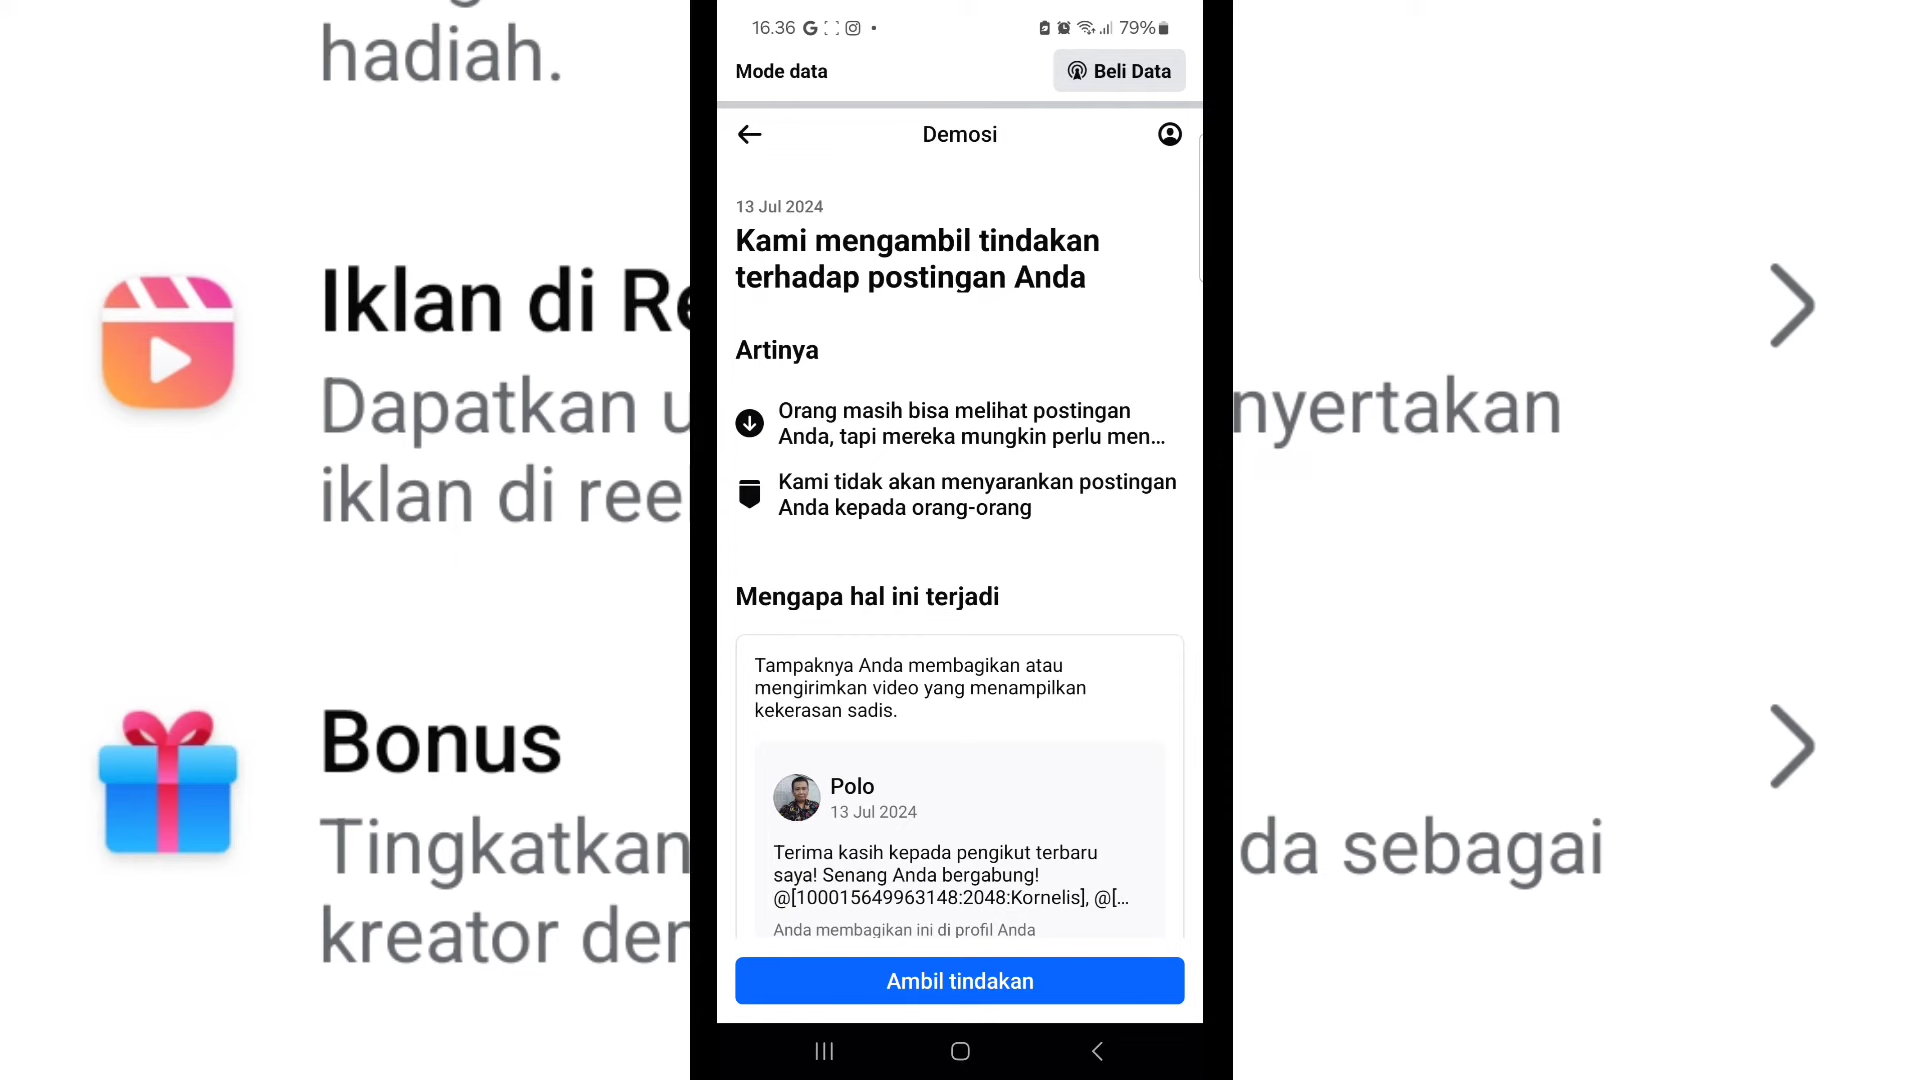 hadiah.
Iklan di Re
Dapatkan u
nyertakan
iklan di ree
Bonus
Tingkatkan
da sebagai
kreator der
16.36
79%
Mode data
Beli Data
Demosi
13 Jul 2024
Kami mengambil tindakan
terhadap postingan Anda
Artinya
Orang masih bisa melihat postingan
Anda, tapi mereka mungkin perlu men...
Kami tidak akan menyarankan postingan
Anda kepada orang-orang
Mengapa hal ini terjadi
Tampaknya Anda membagikan atau
mengirimkan video yang menampilkan
kekerasan sadis.
Polo
13 Jul 2024
Terima kasih kepada pengikut terbaru
saya! Senang Anda bergabung!
@[100015649963148:2048:Kornelis], @[...
Anda membagikan ini di profil Anda
Ambil tindakan